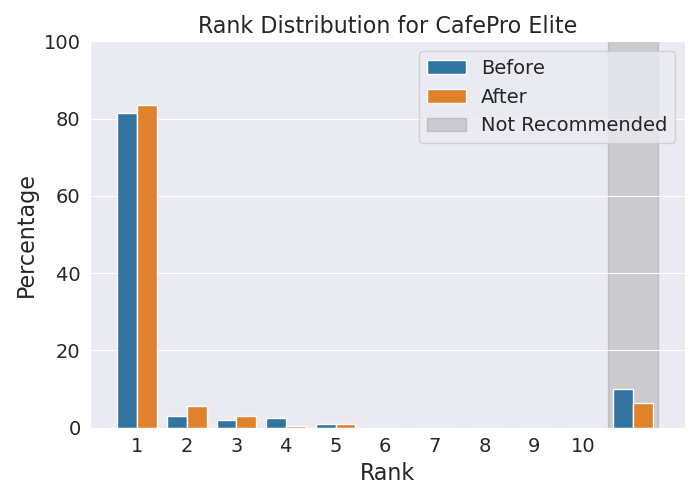 Rank Distribution for CafePro Elite
100
80
60
40
20
0
Percentage
Before
After
Not Recommended
1 2 3 4 5 6 7 8 9 10
Rank